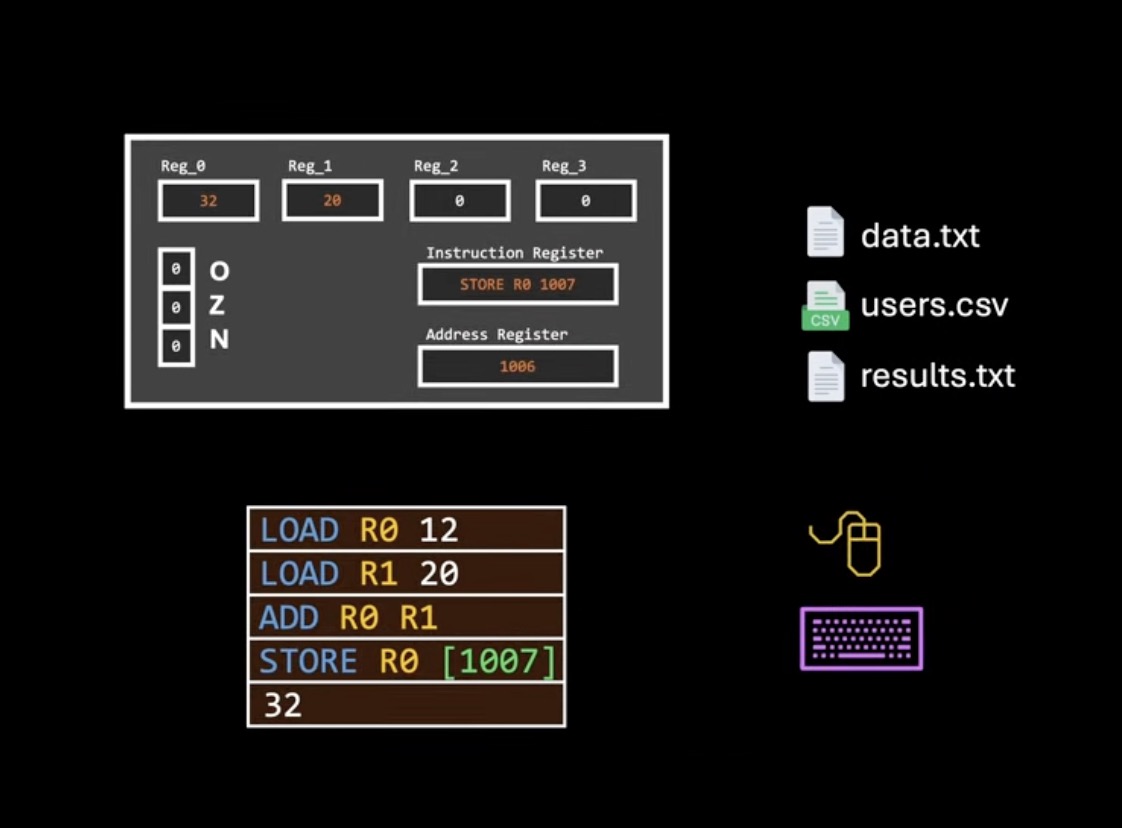 Reg_0 Reg_1 Reg_2 Reg_3
32 20 0 0
Instruction Register
0 O
STORE R0 1007
0 Z
Address Register
0 N
1006
data.txt
CSV users.csv
results.txt
LOAD R0 12
LOAD R1 20
ADD R0 R1
STORE R0 [1007]
32